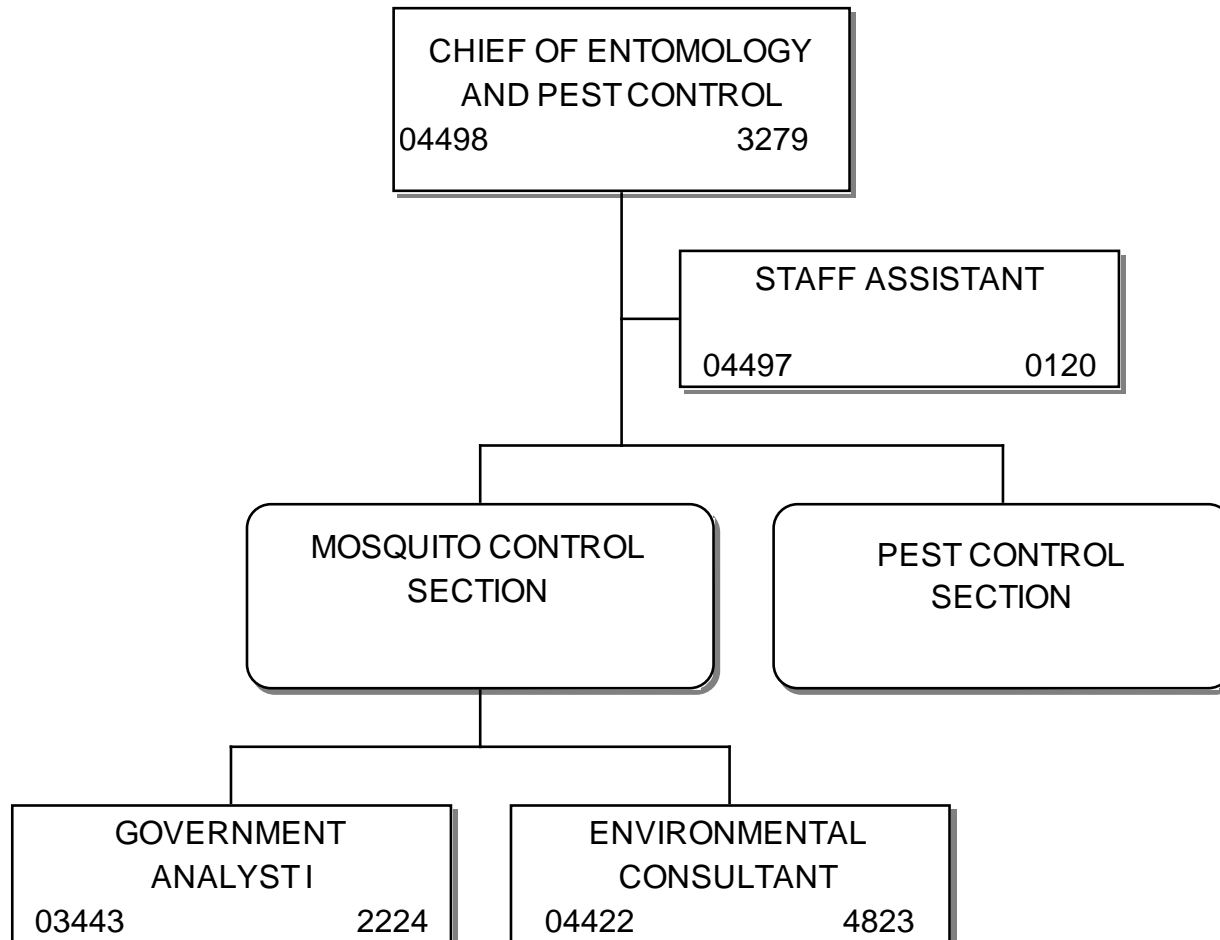 CHIEF OF ENTOMOLOGY
AND PEST CONTROL
04498 3279
STAFF ASSISTANT
04497 0120
MOSQUITO CONTROL
SECTION
PEST CONTROL
SECTION
GOVERNMENT
ANALYST I
03443 2224
ENVIRONMENTAL
CONSULTANT
04422 4823